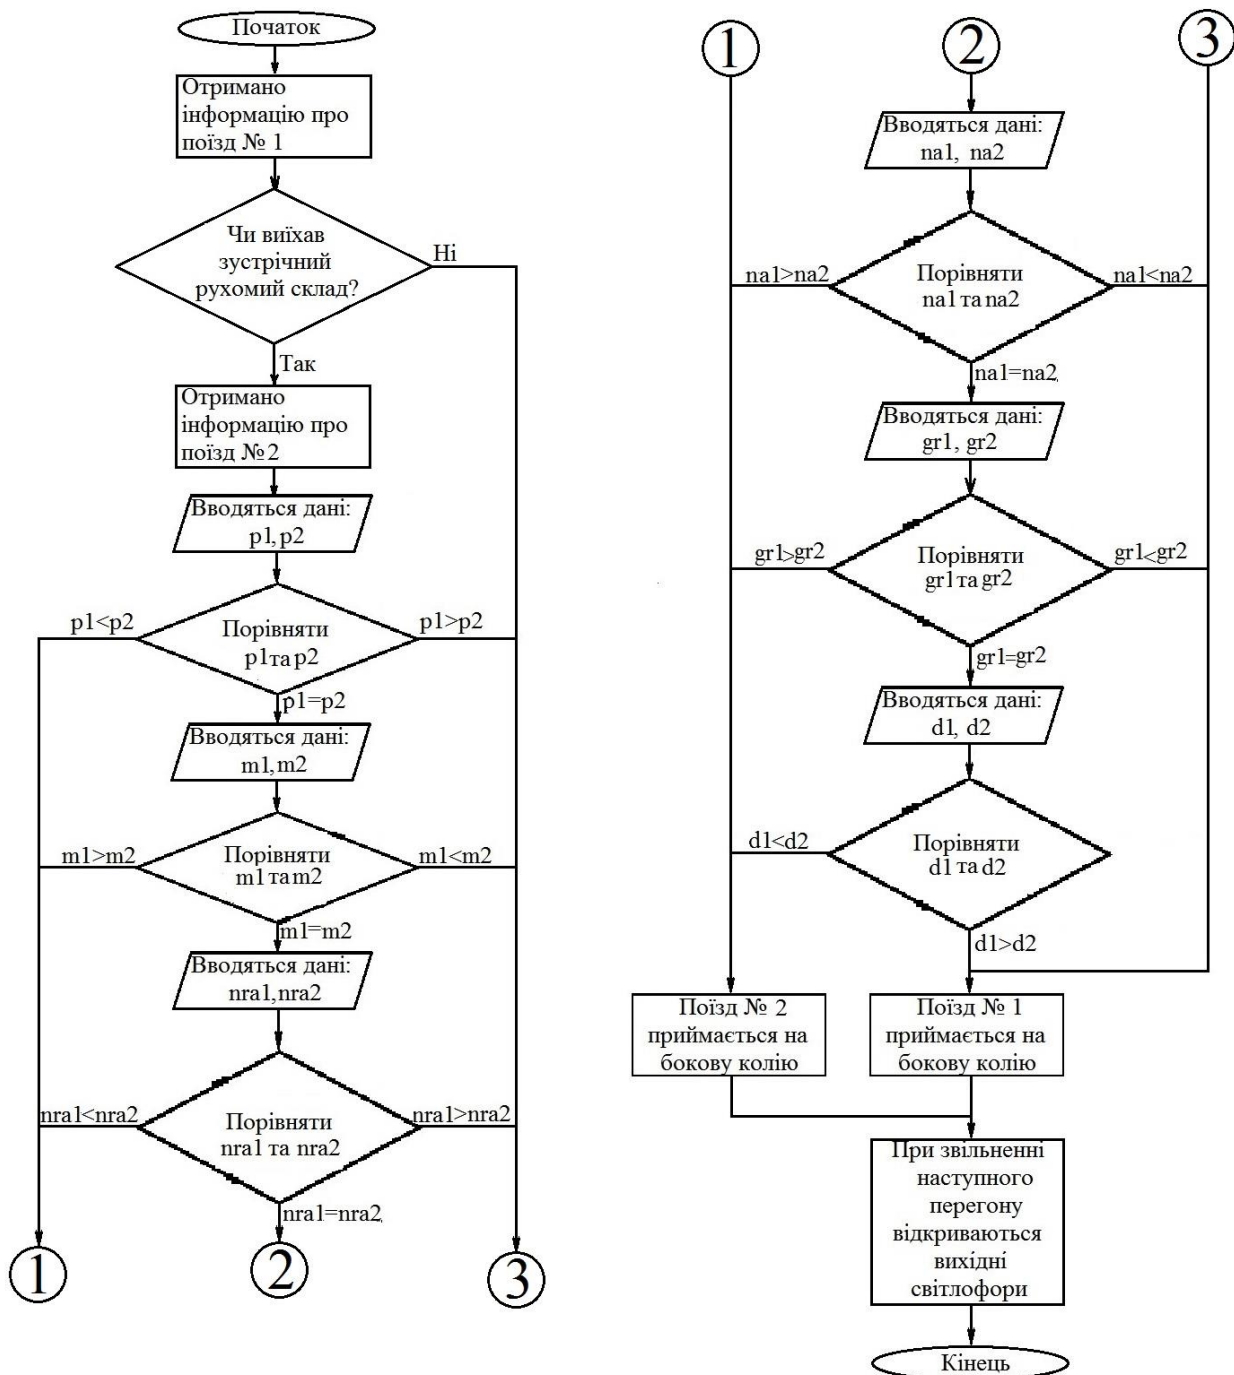 Початок
Отримано
інформацію про
поїзд № 1
Чи виїхав
зустрічний
рухомий склад?
Ні
Так
Отримано
інформацію про
поїзд №2
Вводяться дані:
p1, p2
p1<p2
Порівняти
p1та p2
p1>p2
p1=p2
Вводяться дані:
m1, m2
m1>m2
Порівняти
m1 та m2
m1<m2
m1=m2
Вводяться дані:
nra1, nra2
nra1<nra2
Порівняти
nra1 та nra2
nra1>nra2
nra1=nra2
1
2
3
1
2
3
Вводяться дані:
na1, na2
na1>na2
Порівняти
na1 та na2
na1<na2
na1=na2
Вводяться дані:
gr1, gr2
gr1>gr2
Порівняти
gr1 та gr2
gr1<gr2
gr1=gr2
Вводяться дані:
d1, d2
d1<d2
Порівняти
d1 та d2
d1>d2
Поїзд № 2
приймається на
бокову колію
Поїзд № 1
приймається на
бокову колію
При звільненні
наступного
перегону
відкриваються
вихідні
світлофори
Кінець